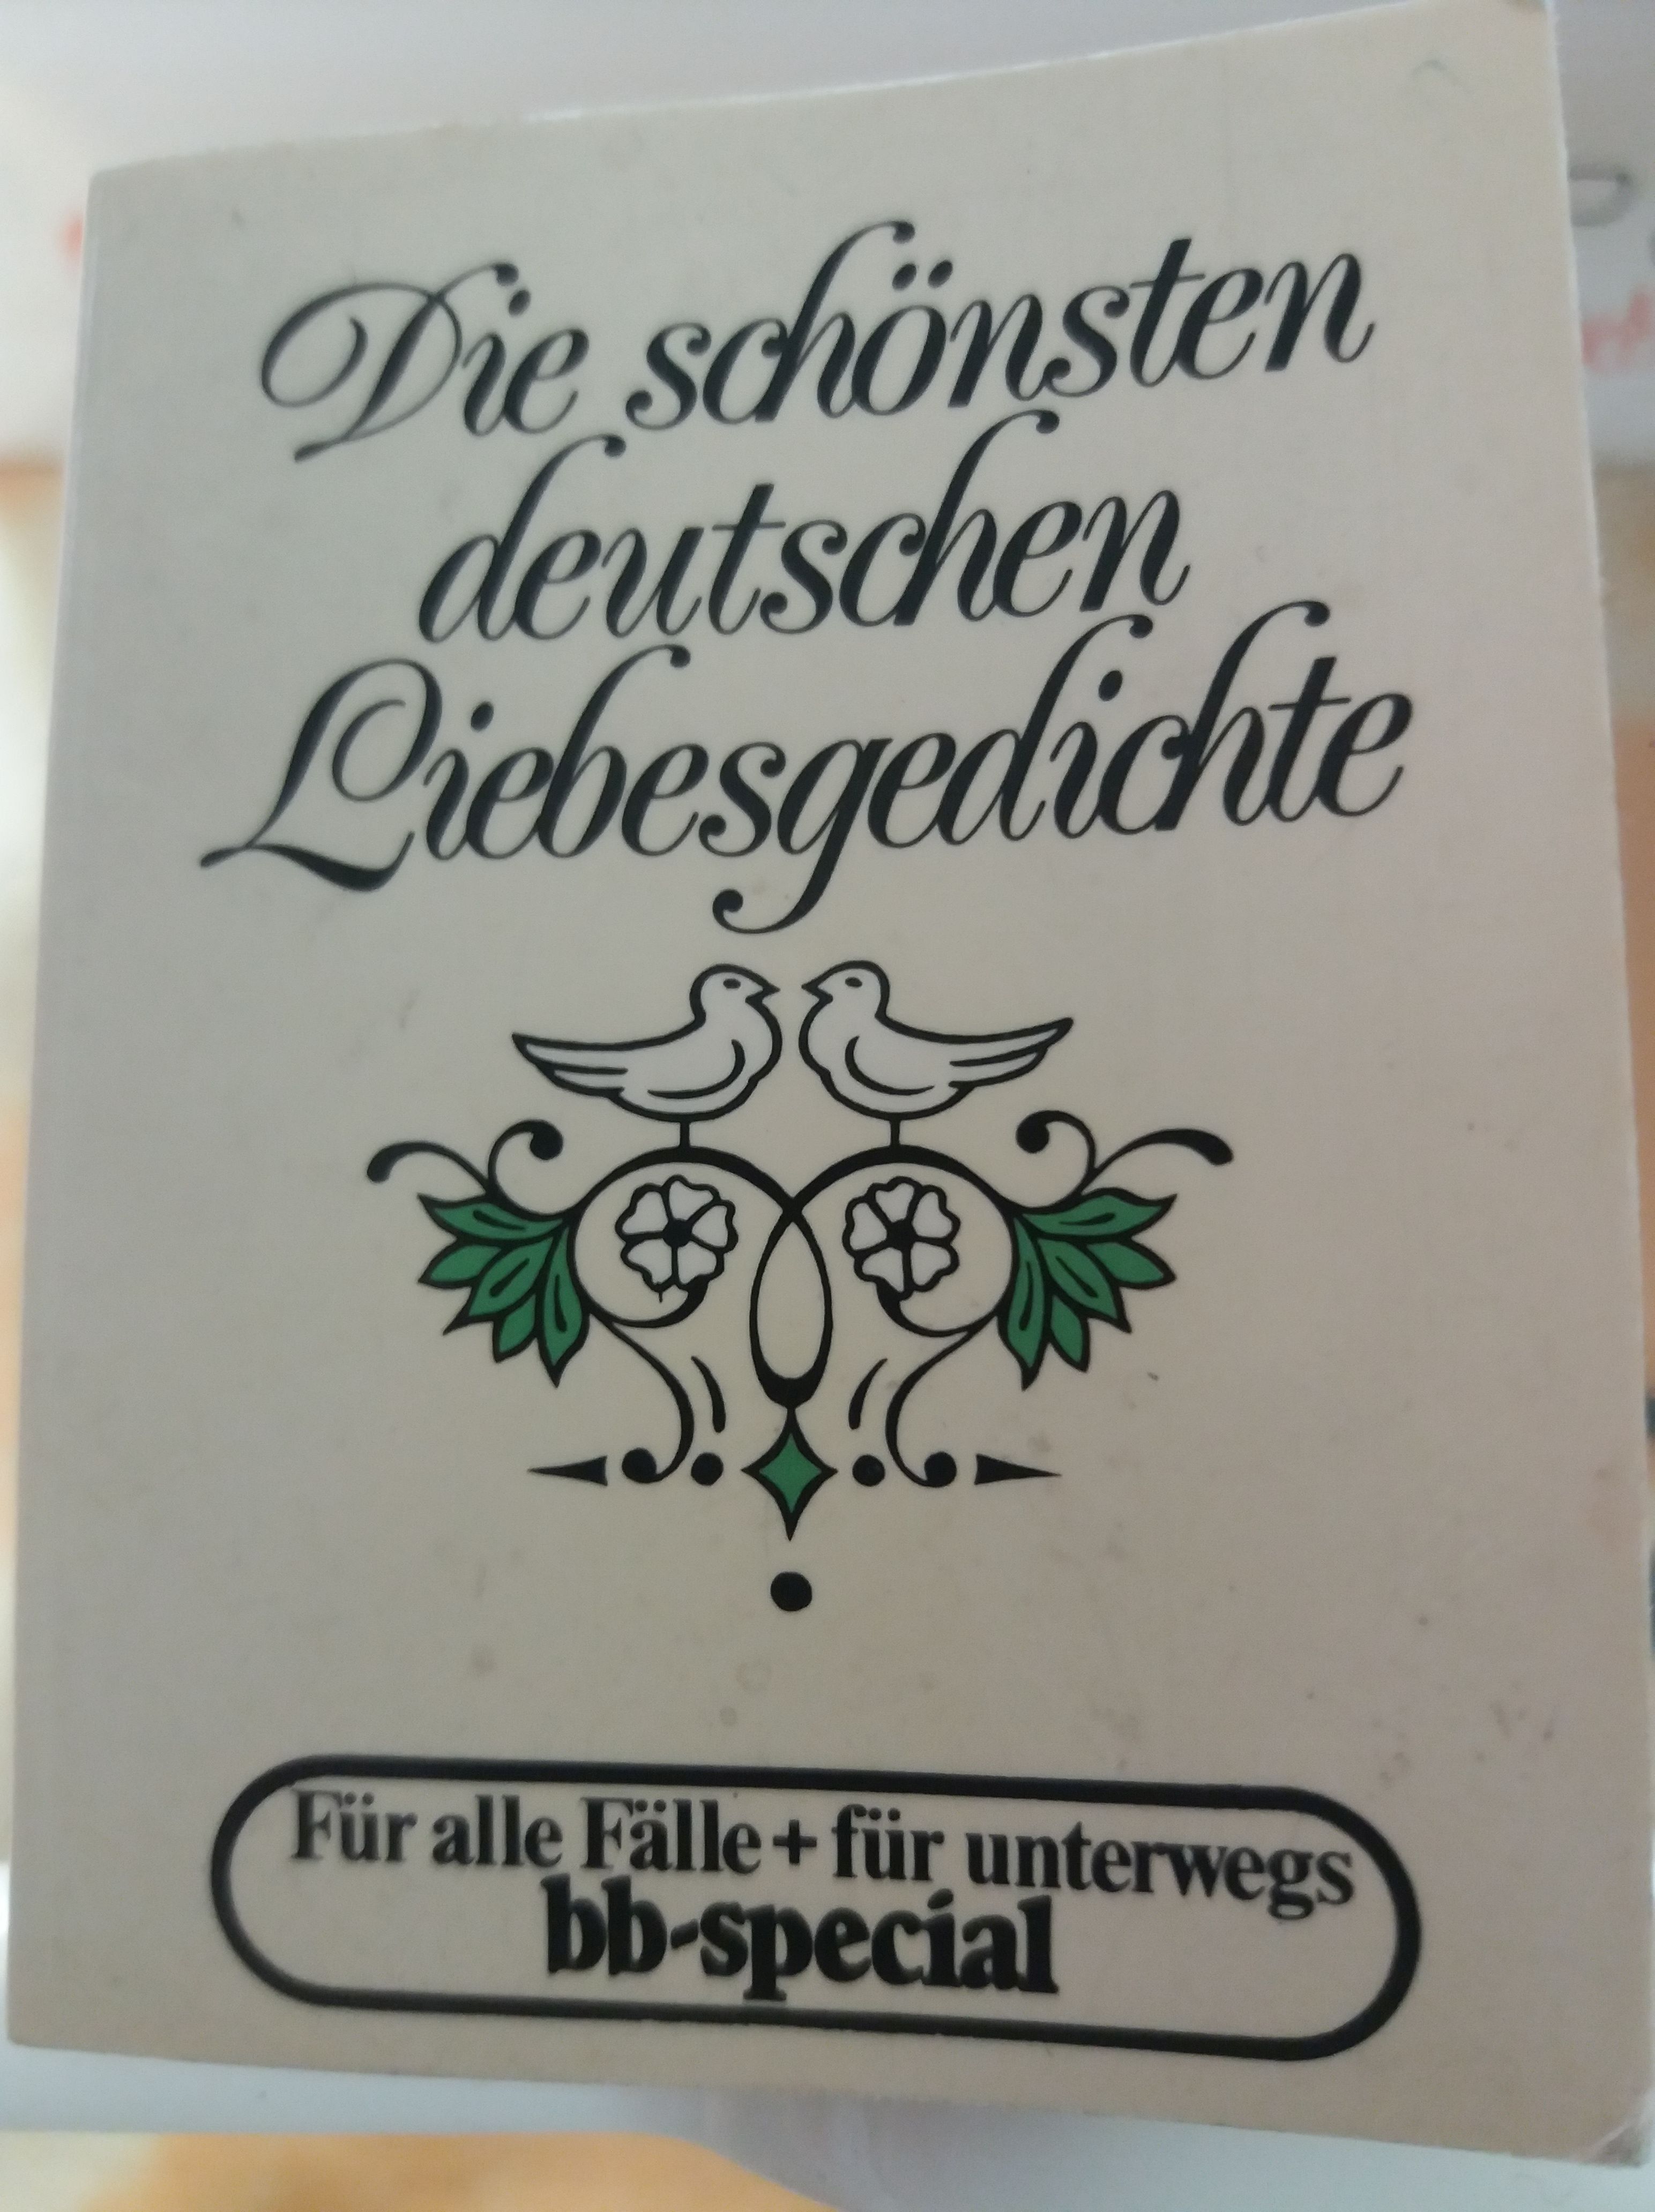 Die schönsten
deutschen
Liebesgedichte
Für alle Fälle + für unterwegs
bb-special